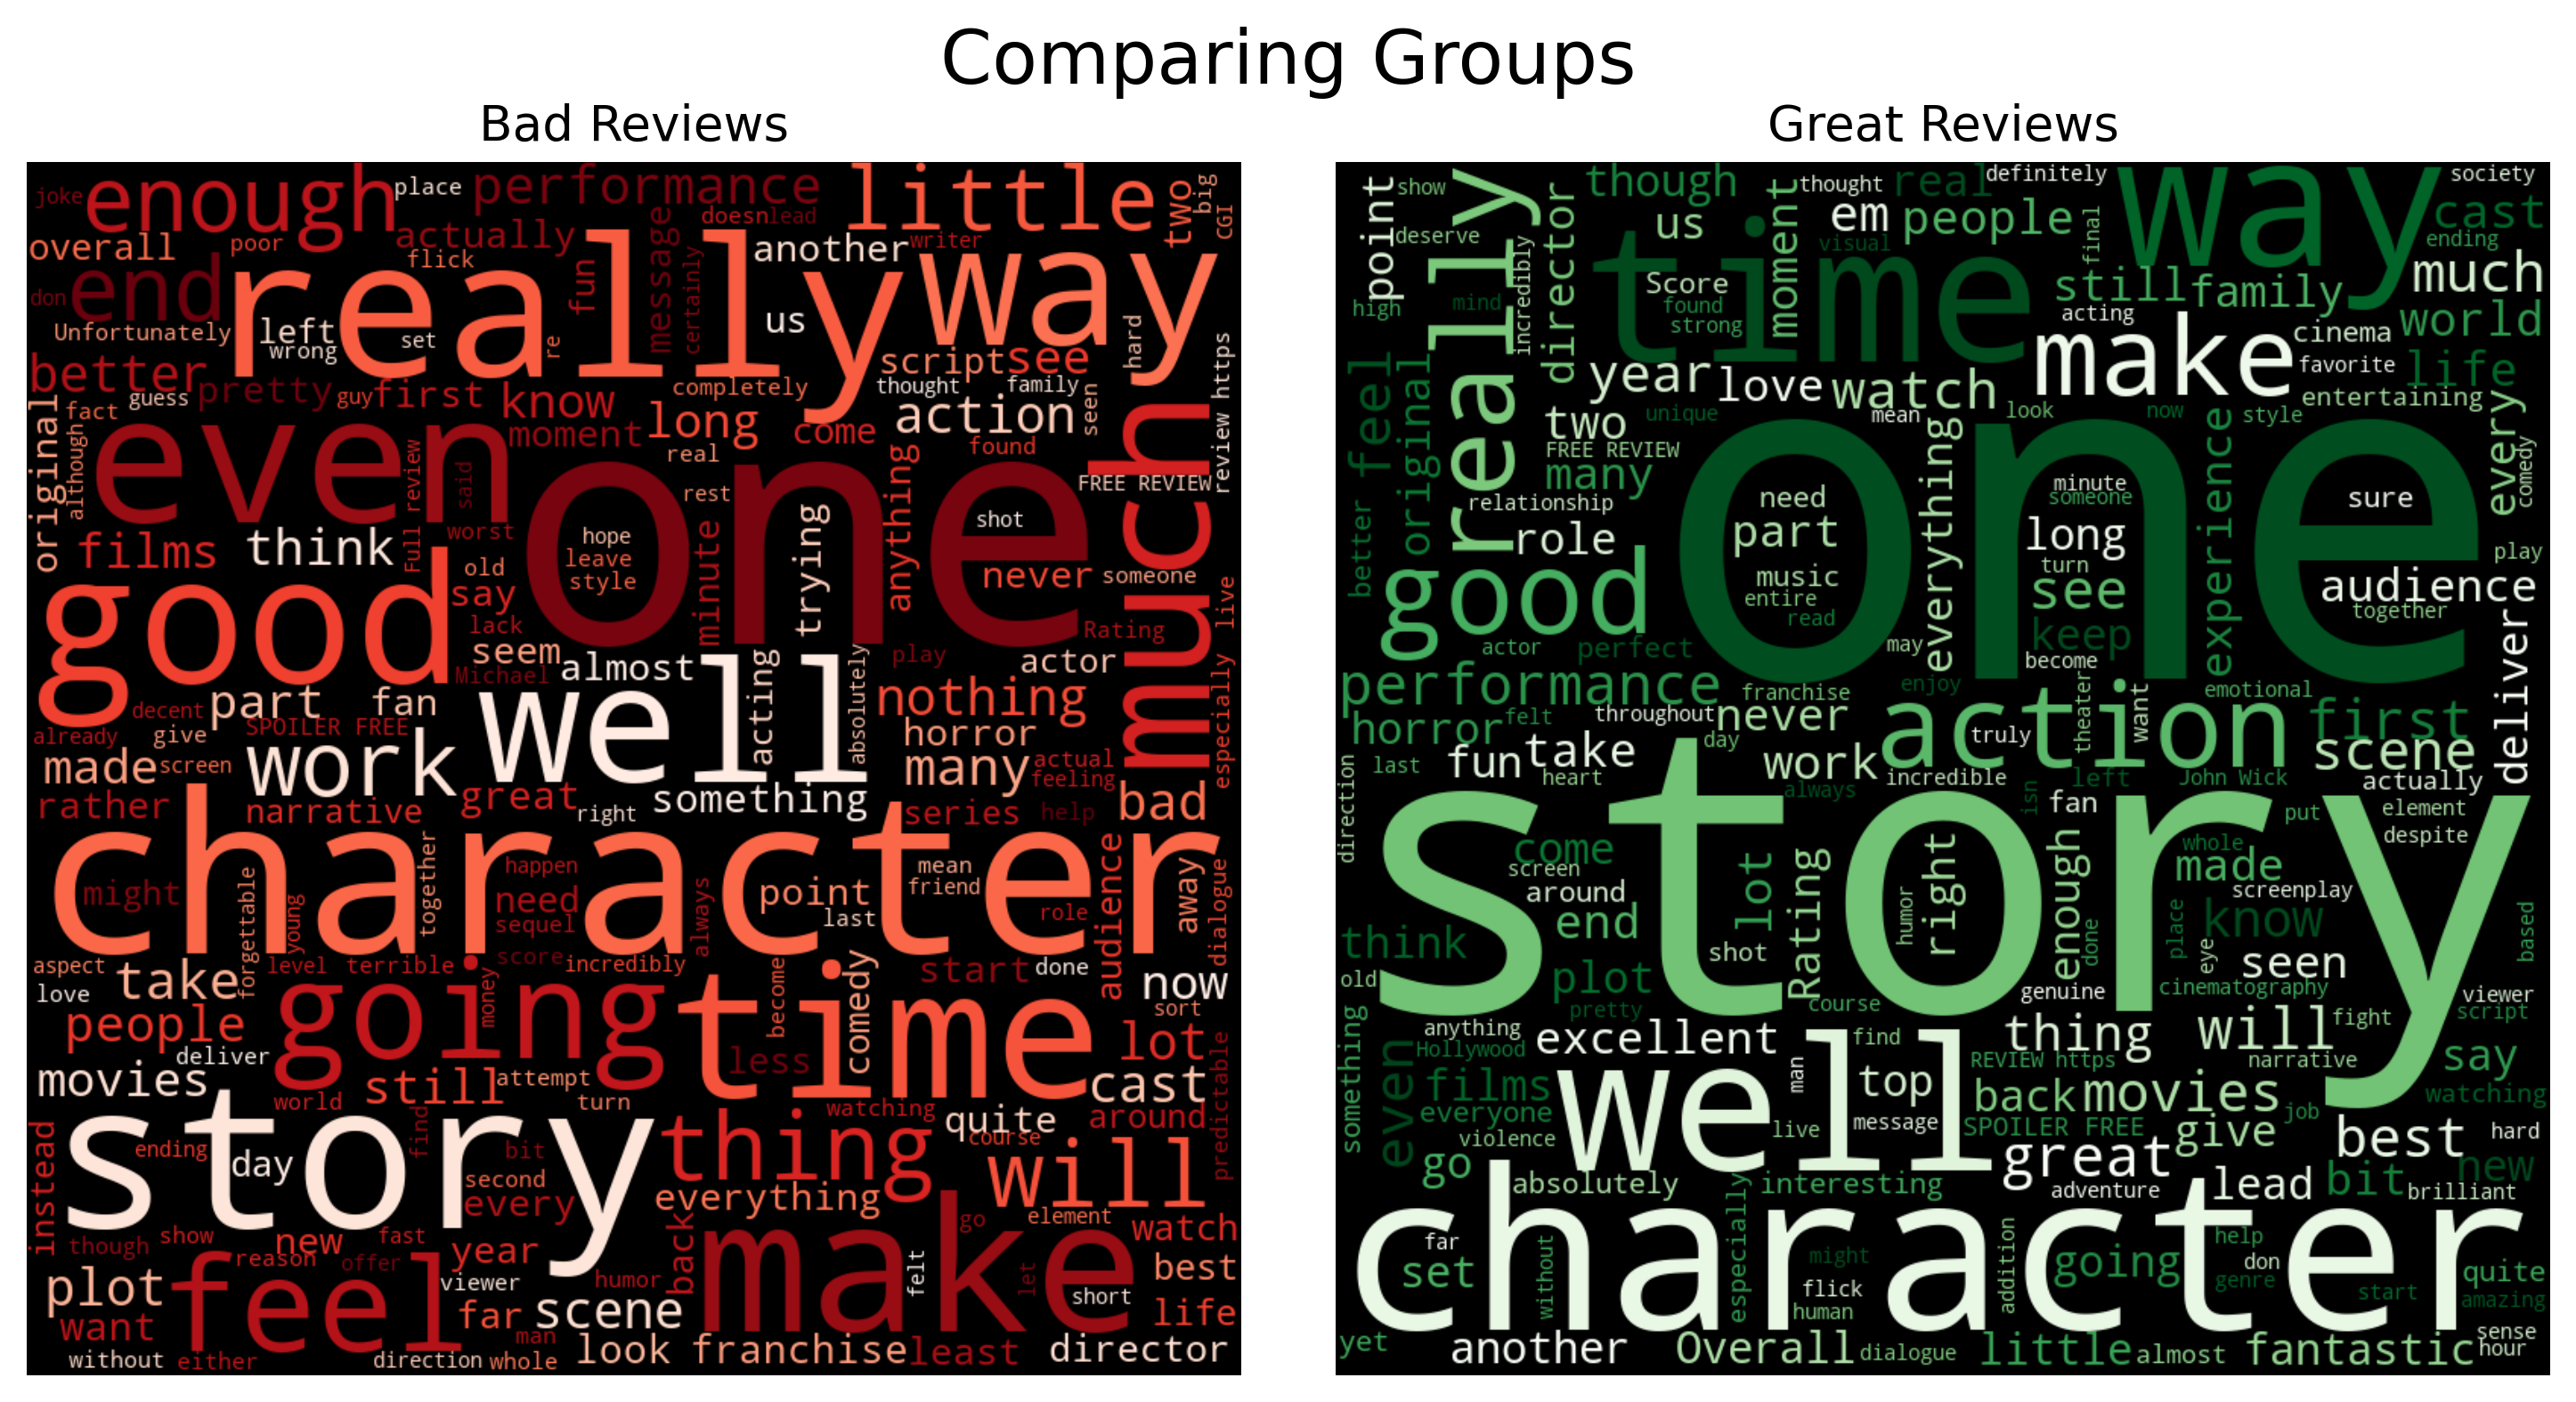 Comparing Groups
Bad Reviews
joke
enough
place
performance
little
two
big
CGI
overall
poor
actually
message
doesn
lead
another
writer
flick
don
end
really
fun
certainly
us
way
Unfortunately
left
wrong
set
re
script
see
hard
review https
better
pretty
guess
guy
first
know
completely
thought
family
seen
original
fact
although
moment
long
come
action
found
much
even
Full review
said
one
real
rest
anything
FREE REVIEW
films
think
worst
hope
leave
style
minute
trying
shot
never
someone
good
old
say
lack
seem
Michael
almost
Rating
live
especially
play
actor
decent
part
fan
well
acting
absolutely
nothing
already
give
SPOILER FREE
horror
made
screen
work
many
actual
feeling
rather
narrative
great
right
something
series
help
bad
character
might
forgettable
young
together
happen
need
sequel
always
point
last
mean
friend
role
audience
away
dialogue
aspect
love
take
level
terrible
score
incredibly
start
done
now
sort
people
going
money
time
become
comedy
less
lot
deliver
movies
still
attempt
cast
predictable
world
turn
story
find
thing
watching
quite
course
around
instead
ending
day
bit
second
every
everything
will
though
show
new
reason
fast
offer
year
back
make
go
element
watch
plot
feel
viewer
humor
felt
let
short
best
want
far
scene
man
life
without
either
direction
whole
look
franchise
least
director
Great Reviews
point
show
deserve
high
really
incredibly
mind
director
though
us
Score
found
strong
time
moment
thought
em
visual
real
people
definitely
final
way
society
cast
ending
much
still
family
acting
make
cinema
world
favorite
life
entertaining
year
love
watch
better
feel
original
two
unique
mean
look
now
style
every
comedy
FREE REVIEW
many
relationship
role
one
need
part
everything
minute
someone
long
experience
sure
play
good
music
entire
read
turn
see
keep
audience
together
actor
perfect
may
become
deliver
performance
franchise
enjoy
emotional
horror
felt
throughout
never
action
truly
theater
want
first
fun
take
day
work
incredible
left
John Wick
scene
last
heart
always
isn
fan
put
actually
element
despite
direction
story
come
screen
around
end
lot
Rating
humor
right
enough
done
place
whole
made
screenplay
know
eye
based
think
shot
seen
old
plot
pretty
course
genuine
cinematography
viewer
script
something
anything
Hollywood
excellent
find
thing
will
fight
even
films
everyone
violence
well
man
top
REVIEW https
narrative
say
back
movies
job
watching
live
message
SPOILER FREE
give
best
hard
go
absolutely
especially
interesting
great
adventure
lead
bit
brilliant
new
character
far
set
without
might
flick
human
addition
going
help
don
genre
start
quite
amazing
yet
another
Overall
dialogue
little
almost
fantastic
sense
hour